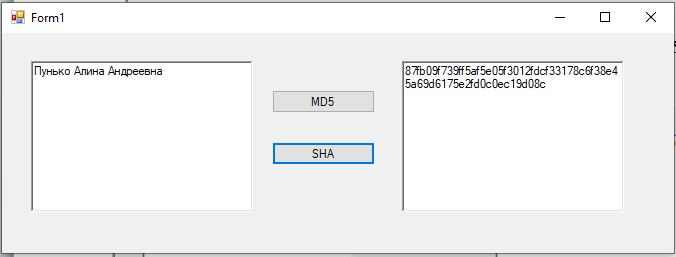 Form1
Пунько Алина Андреевна
MD5
SHA
87fb09f739ff5af5e05f3012fdcf33178c6f38e4
5a69d6175e2fd0c0ec19d08c